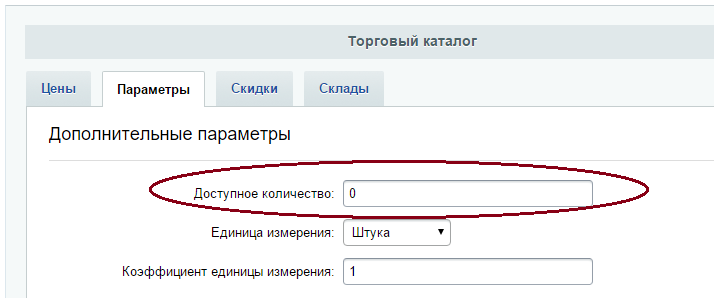 Торговый каталог
Цены Параметры Скидки Склады
Дополнительные параметры
Доступное количество: 0
Единица измерения: Штука
Коэффициент единицы измерения: 1